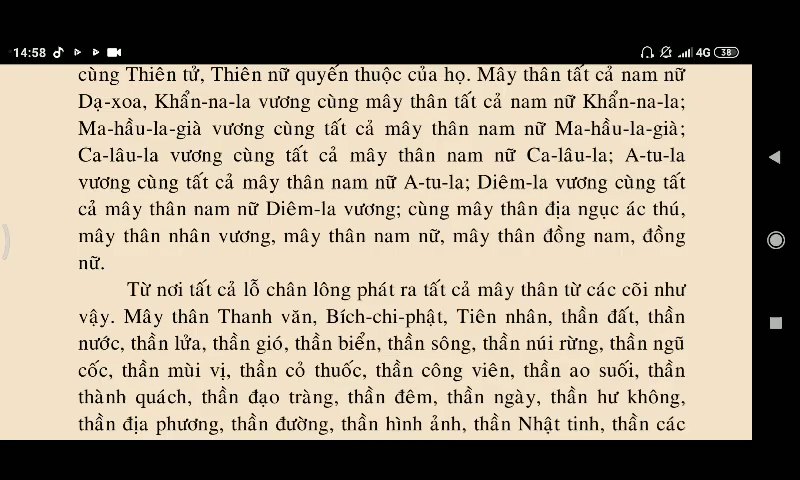 14:58
4G 38
cùng Thiên tử, Thiên nữ quyến thuộc của họ. Mây thân tất cả nam nữ
Dạ-xoa, Khẩn-na-la vương cùng mây thân tất cả nam nữ Khẩn-na-la;
Ma-hầu-la-già vương cùng tất cả mây thân nam nữ Ma-hầu-la-già;
Ca-lâu-la vương cùng tất cả mây thân nam nữ Ca-lâu-la; A-tu-la
vương cùng tất cả mây thân nam nữ A-tu-la; Diêm-la vương cùng tất
cả mây thân nam nữ Diêm-la vương; cùng mây thân địa ngục ác thú,
mây thân nhân vương, mây thân nam nữ, mây thân đồng nam, đồng
nữ.
Từ nơi tất cả lỗ chân lông phát ra tất cả mây thân từ các cõi như
vậy. Mây thân Thanh văn, Bích-chi-phật, Tiên nhân, thần đất, thần
nước, thần lửa, thần gió, thần biển, thần sông, thần núi rừng, thần ngũ
cốc, thần mùi vị, thần cỏ thuốc, thần công viên, thần ao suối, thần
thành quách, thần đạo tràng, thần đêm, thần ngày, thần hư không,
thần địa phương, thần đường, thần hình ảnh, thần Nhật tinh, thần các